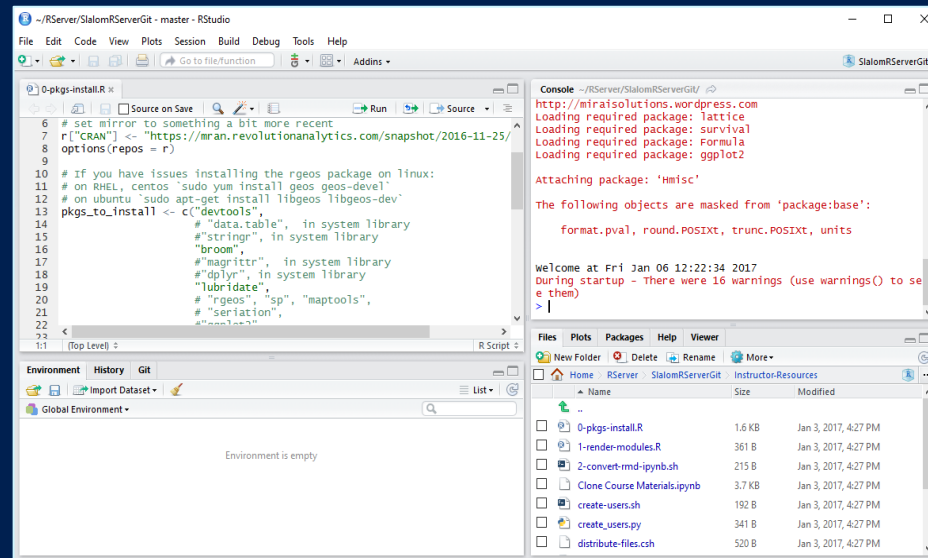 ~/RServer/SlalomRServerGit - master - RStudio
File Edit Code View Plots Session Build Debug Tools Help
Go to file/function Addins SlalomRServerGit
0-pkgs-install.R
Source on Save Run Source
6 # set mirror to something a bit more recent
7 r["CRAN"] <- "https://mran.revolutionanalytics.com/snapshot/2016-11-25/
8 options(repos = r)
9
10 # If you have issues installing the rgeos package on linux:
11 # on RHEL, centos `sudo yum install geos geos-devel`
12 # on ubuntu `sudo apt-get install libgeos libgeos-dev`
13 pkgs_to_install <- c("devtools",
14 # "data.table", in system library
15 #"stringr", in system library
16 "broom",
17 #"magrittr", in system library
18 #"dplyr", in system library
19 "lubridate",
20 # "rgeos", "sp", "maptools",
21 # "seriation",
22 #"ggplot2"
23
1:1 (Top Level) R Script
Environment History Git
Import Dataset List
Global Environment
Environment is empty
Console ~/RServer/SlalomRServerGit/
http://miraisolutions.wordpress.com
Loading required package: lattice
Loading required package: survival
Loading required package: Formula
Loading required package: ggplot2
Attaching package: ‘Hmisc’
The following objects are masked from ‘package:base’:
format.pval, round.POSIXt, trunc.POSIXt, units
Welcome at Fri Jan 06 12:22:34 2017
During startup - There were 16 warnings (use warnings() to se
e them)
>
Files Plots Packages Help Viewer
New Folder Delete Rename More
Home RServer SlalomRServerGit Instructor-Resources
Name Size Modified
..
0-pkgs-install.R 1.6 KB Jan 3, 2017, 4:27 PM
1-render-modules.R 361 B Jan 3, 2017, 4:27 PM
2-convert-rmd-ipynb.sh 215 B Jan 3, 2017, 4:27 PM
Clone Course Materials.ipynb 3.7 KB Jan 3, 2017, 4:27 PM
create-users.sh 192 B Jan 3, 2017, 4:27 PM
create_users.py 341 B Jan 3, 2017, 4:27 PM
distribute-files.csh 520 B Jan 3, 2017, 4:27 PM